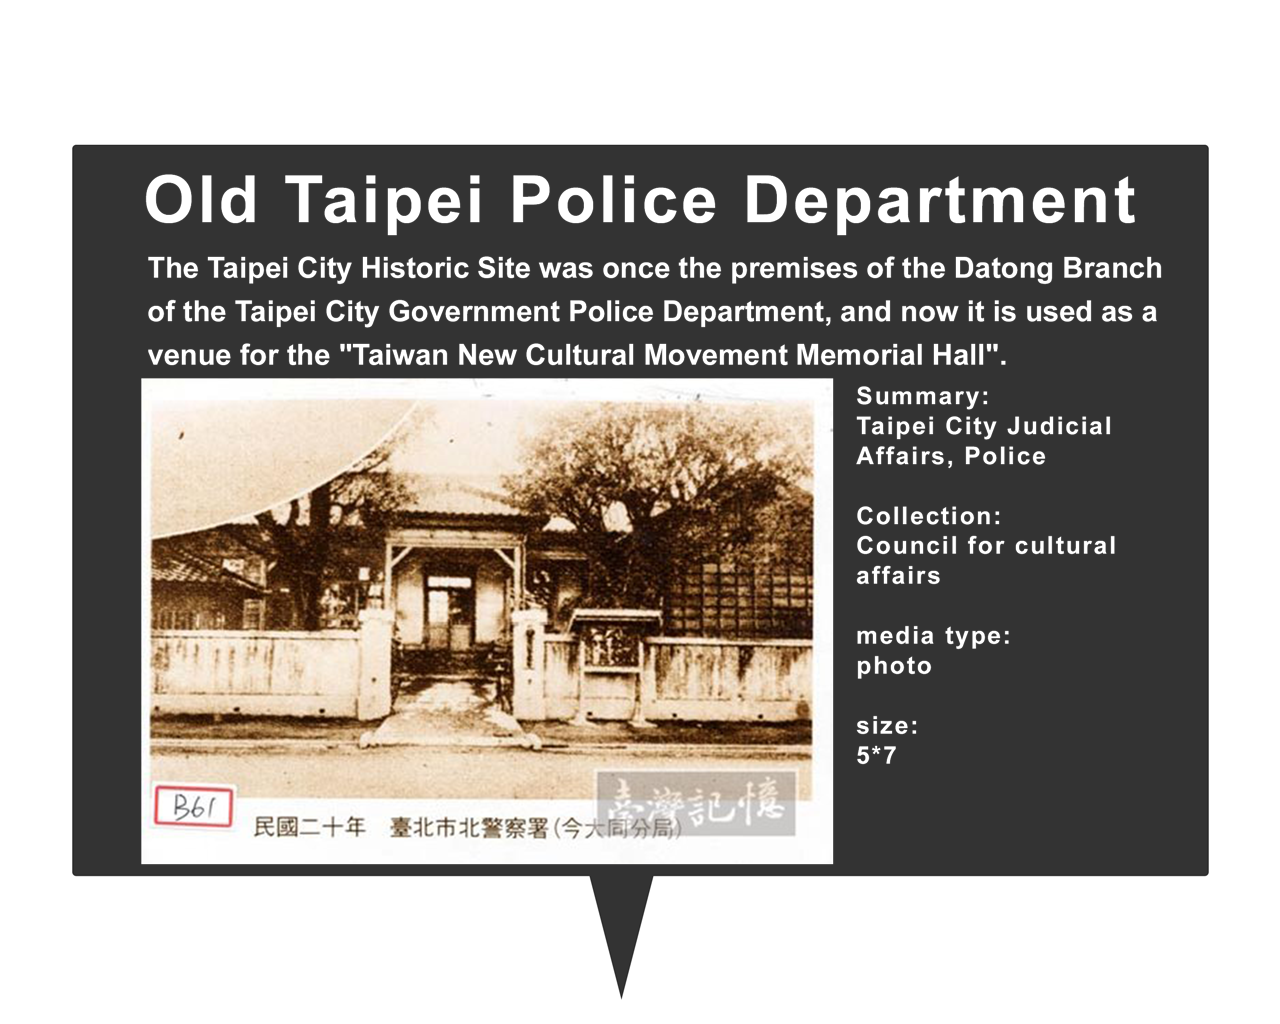 Old Taipei Police Department
The Taipei City Historic Site was once the premises of the Datong Branch
of the Taipei City Government Police Department, and now it is used as a
venue for the "Taiwan New Cultural Movement Memorial Hall".
Summary:
Taipei City Judicial
Affairs, Police
Collection:
Council for cultural
affairs
media type:
photo
size:
5*7
B61
臺灣記憶
民國二十年 臺北市北警察署(今大同分局)